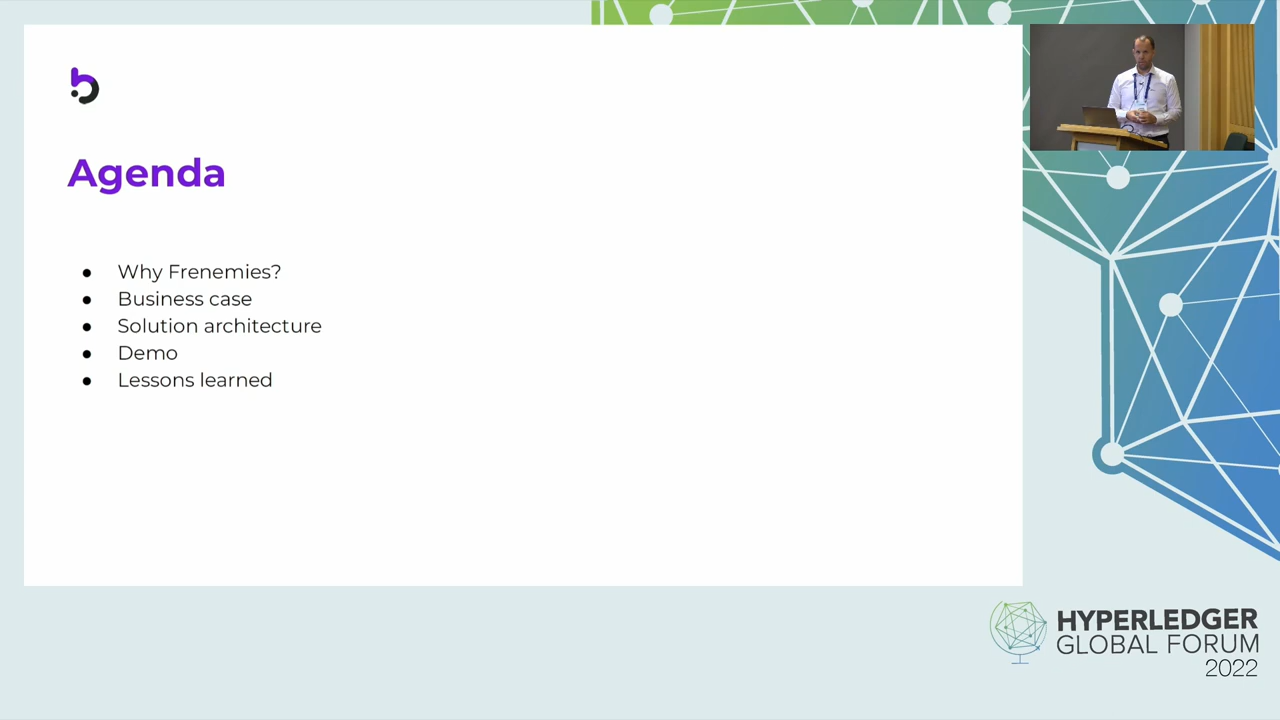 Agenda
● Why Frenemies?
● Business case
● Solution architecture
● Demo
● Lessons learned
HYPERLEDGER
GLOBAL FORUM
2022